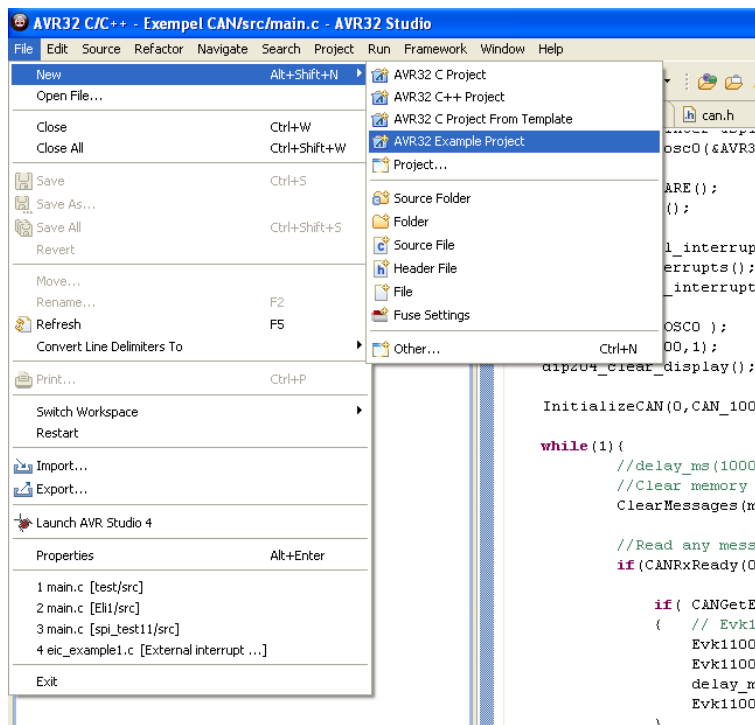 AVR32 C/C++ - Exempel CAN/src/main.c - AVR32 Studio
File Edit Source Refactor Navigate Search Project Run Framework Window Help
New Alt+Shift+N
Open File...
Close Ctrl+W
Close All Ctrl+Shift+W
Save Ctrl+S
Save As...
Save All Ctrl+Shift+S
Revert
Move...
Rename... F2
Refresh F5
Convert Line Delimiters To
Print... Ctrl+P
Switch Workspace
Restart
Import...
Export...
Launch AVR Studio 4
Properties Alt+Enter
1 main.c [test/src]
2 main.c [Eli1/src]
3 main.c [spi_test11/src]
4 eic_example1.c [External interrupt ...]
Exit
AVR32 C Project
AVR32 C++ Project
AVR32 C Project From Template
AVR32 Example Project
Project...
Source Folder
Folder
Source File
Header File
File
Fuse Settings
Other... Ctrl+N
can.h
osc0(&AVR3
ARE();
();
l_interrup
errupts();
_interrupt
OSC0 );
00,1);
dip204_clear_display();
InitializeCAN(0,CAN_100
while(1){
//delay_ms(1000
//Clear memory
ClearMessages(m
//Read any mess
if(CANRxReady(0
if( CANGetE
{ // Evk1
Evk1100
Evk1100
delay_m
Evk1100